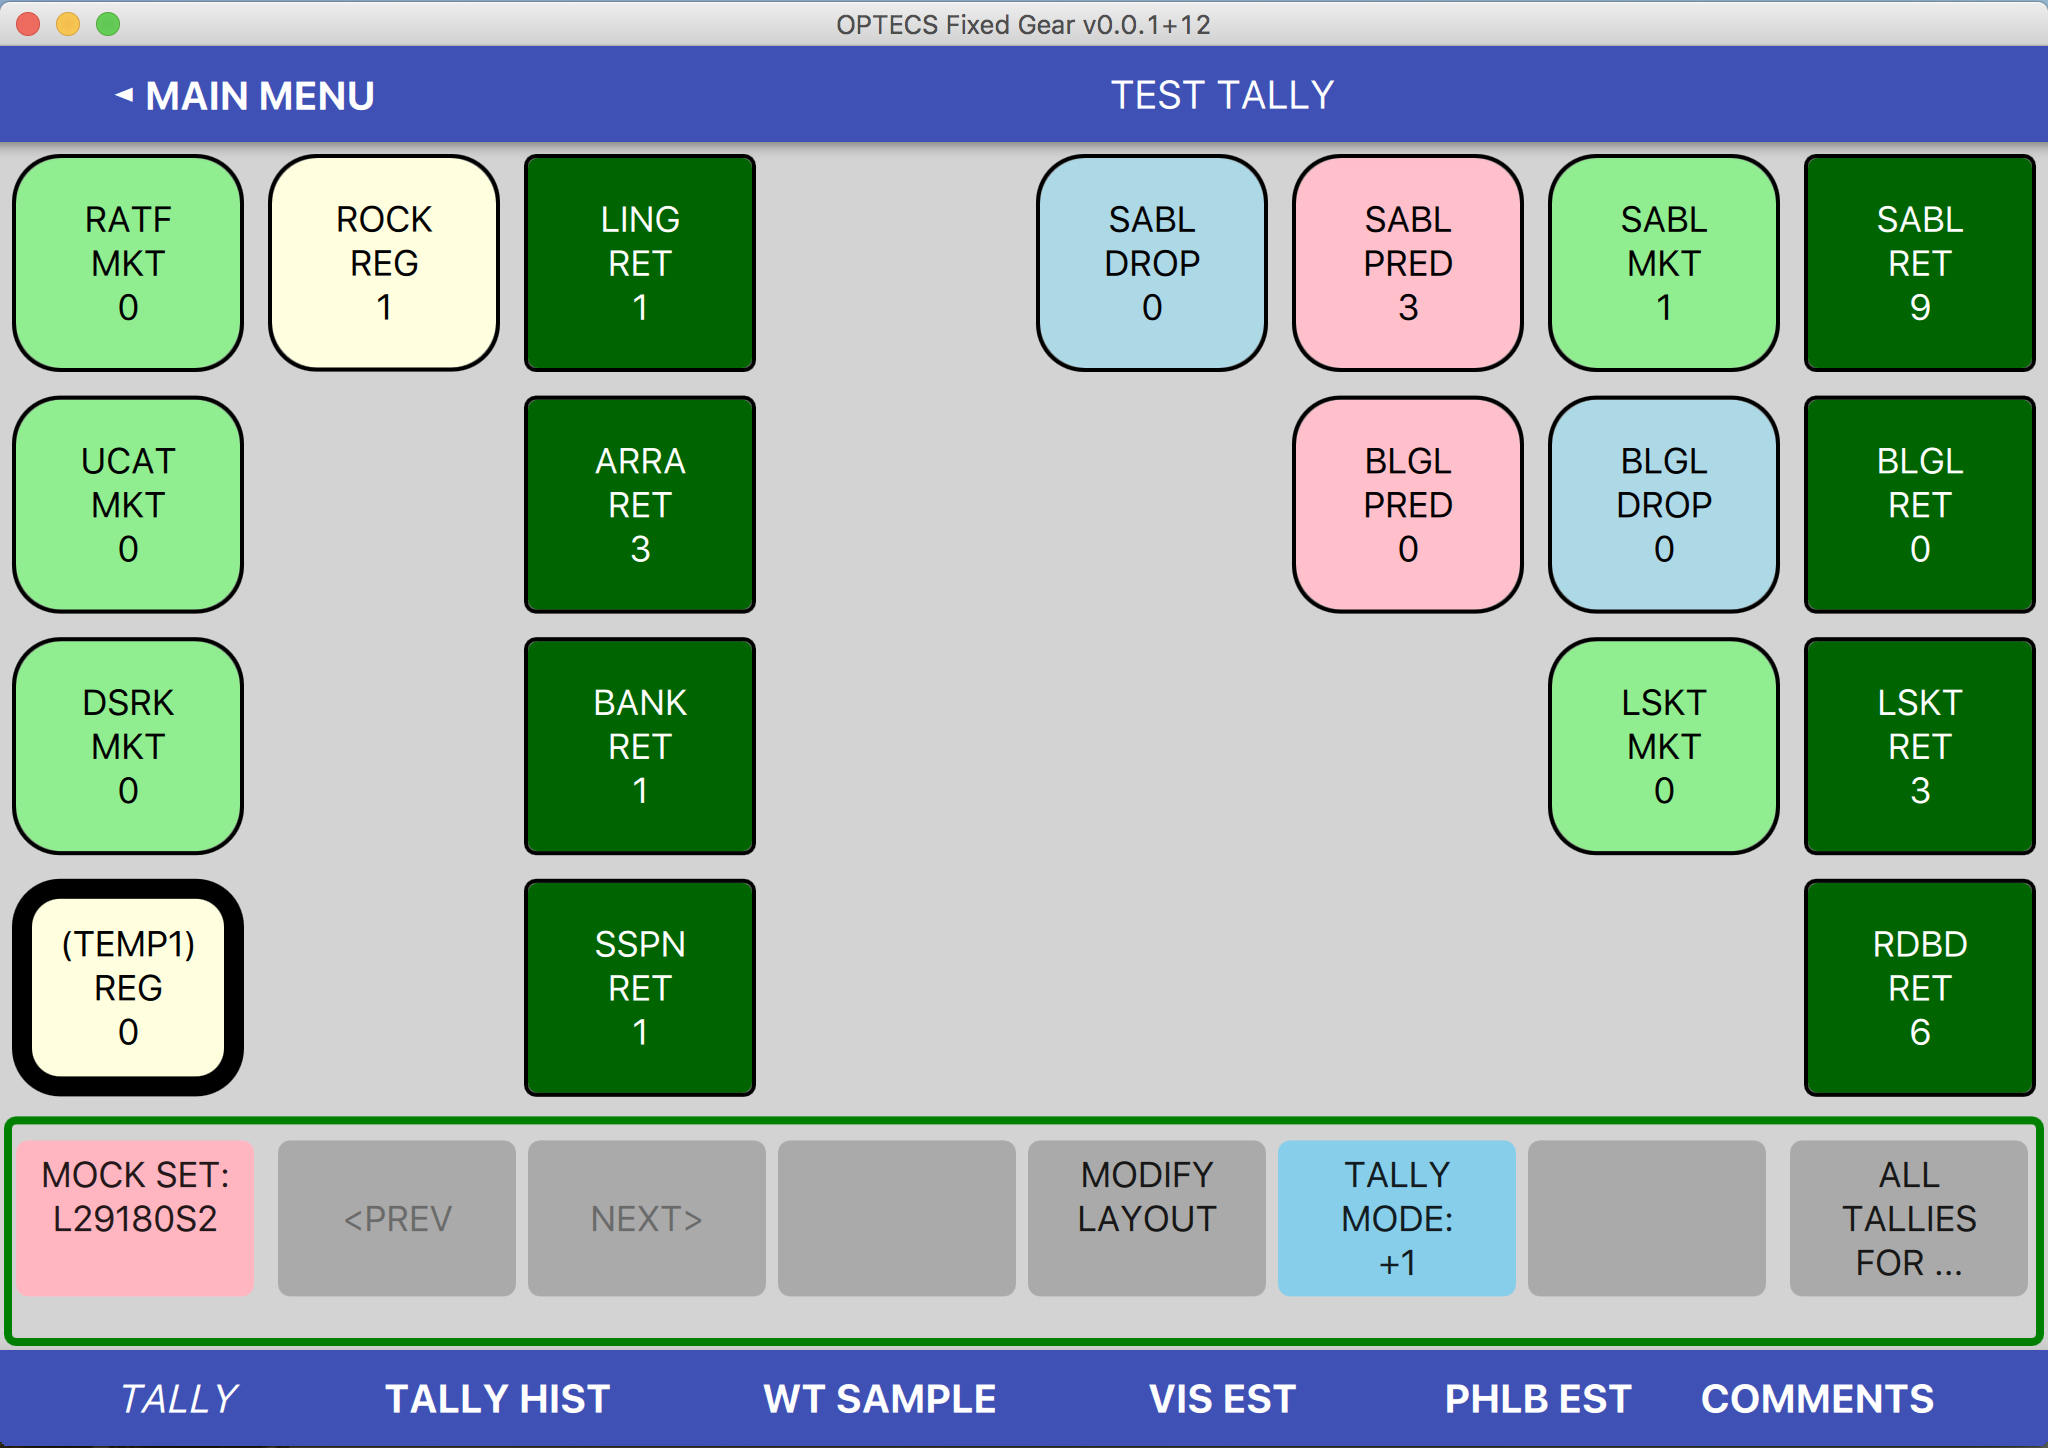 OPTECS Fixed Gear v0.0.1+12
◄ MAIN MENU
TEST TALLY
RATF
MKT
0
ROCK
REG
1
LING
RET
1
SABL
DROP
0
SABL
PRED
3
SABL
MKT
1
SABL
RET
9
UCAT
MKT
0
ARRA
RET
3
BLGL
PRED
0
BLGL
DROP
0
BLGL
RET
0
DSRK
MKT
0
BANK
RET
1
LSKT
MKT
0
LSKT
RET
3
(TEMP1)
REG
0
SSPN
RET
1
RDBD
RET
6
MOCK SET:
L29180S2
<PREV
NEXT>
MODIFY
LAYOUT
TALLY
MODE:
+1
ALL
TALLIES
FOR ...
TALLY
TALLY HIST
WT SAMPLE
VIS EST
PHLB EST
COMMENTS